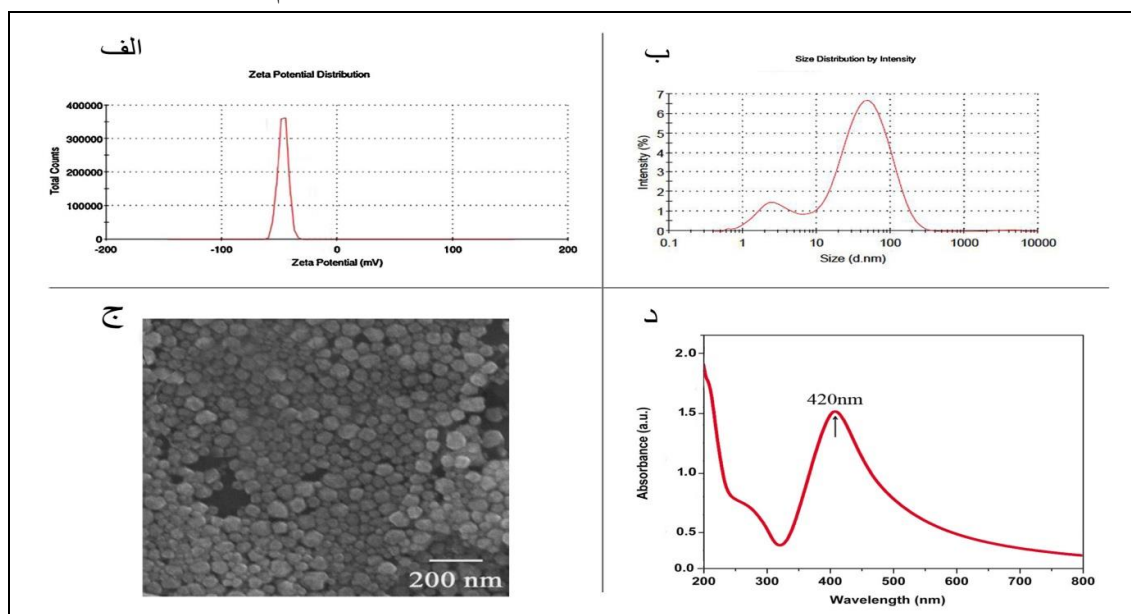 الف
Zeta Potential Distribution
400000
300000
200000
100000
0
Total Counts
-200
-100
0
100
200
Zeta Potential (mV)
ب
Size Distribution by Intensity
7
6
5
4
3
2
1
0
Intensity (%)
0.1
1
10
100
1000
10000
Size (d.nm)
ج
200 nm
د
2.0
1.5
1.0
0.5
Absorbance (a.u.)
420nm
200
300
400
500
600
700
800
Wavelength (nm)